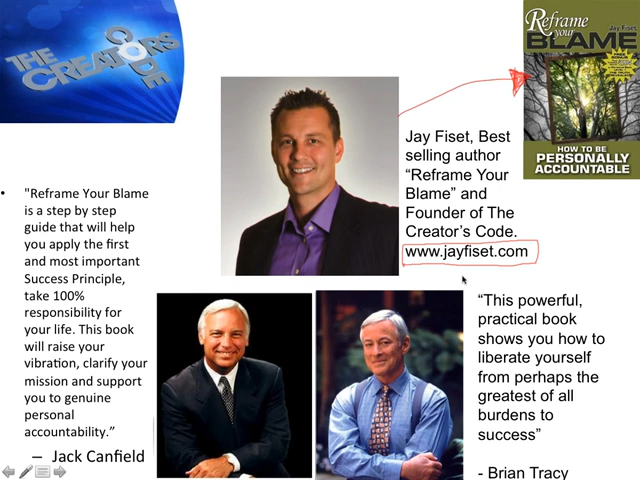 THE
CREATORS
CODE
Reframe
your
Jay Fiset
BLAME
HOW TO BE
PERSONALLY
ACCOUNTABLE
Jay Fiset, Best
selling author
“Reframe Your
Blame” and
Founder of The
Creator’s Code.
www.jayfiset.com
• "Reframe Your Blame
is a step by step
guide that will help
you apply the first
and most important
Success Principle,
take 100%
responsibility for
your life. This book
will raise your
vibration, clarify your
mission and support
you to genuine
personal
accountability.”
– Jack Canfield
“This powerful,
practical book
shows you how to
liberate yourself
from perhaps the
greatest of all
burdens to
success”
- Brian Tracy